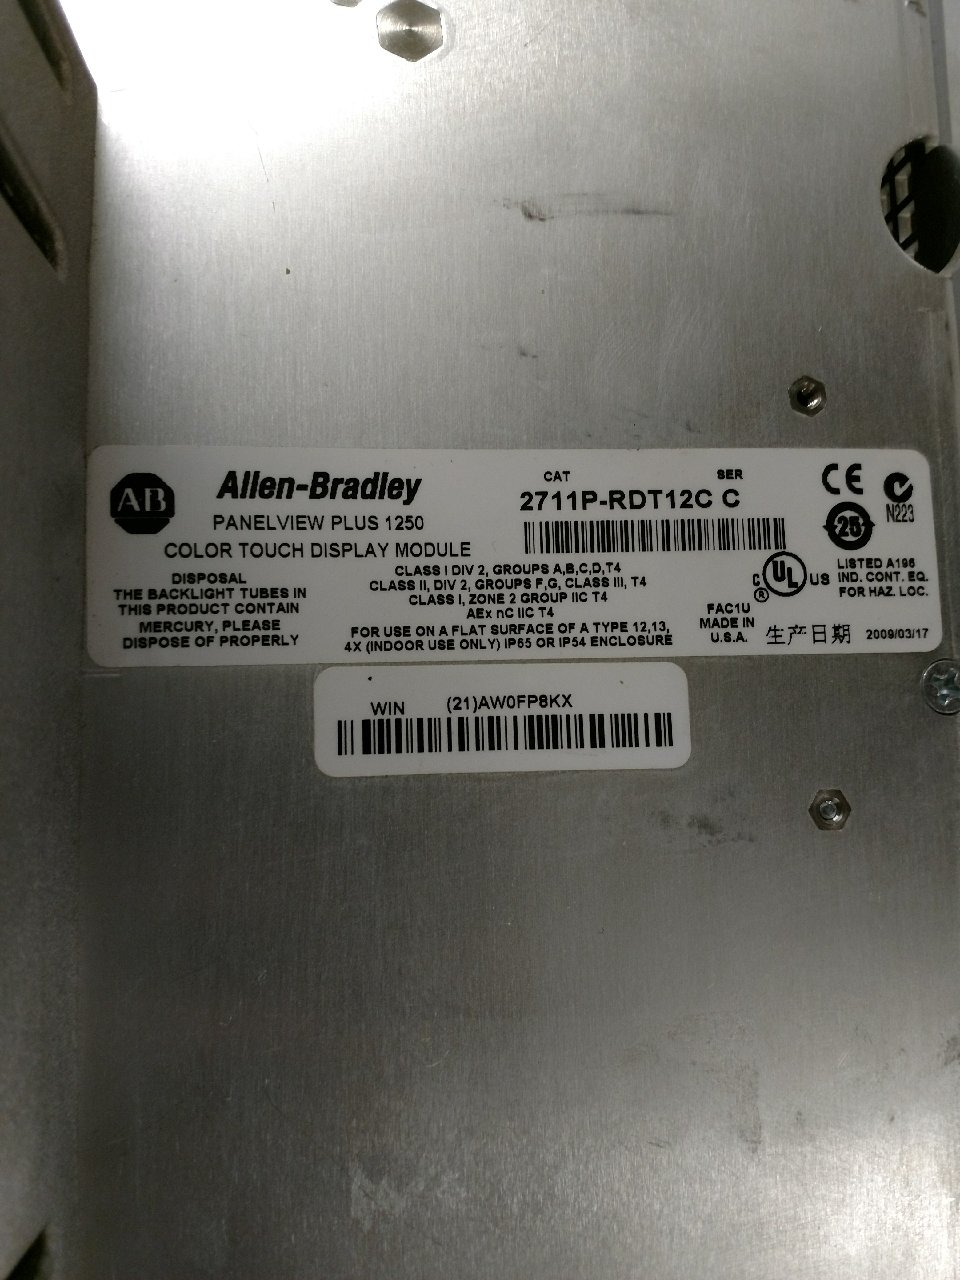 AB
Allen-Bradley
PANELVIEW PLUS 1250
COLOR TOUCH DISPLAY MODULE
DISPOSAL
THE BACKLIGHT TUBES IN
THIS PRODUCT CONTAIN
MERCURY, PLEASE
DISPOSE OF PROPERLY
CAT SER
2711P-RDT12C C
CLASS I DIV 2, GROUPS A,B,C,D,T4
CLASS II, DIV 2, GROUPS F,G, CLASS III, T4
CLASS I, ZONE 2 GROUP IIC T4
AEx nC IIC T4
FOR USE ON A FLAT SURFACE OF A TYPE 12,13,
4X (INDOOR USE ONLY) IP65 OR IP54 ENCLOSURE
CE
25
N223
C UL US
®
LISTED A196
IND. CONT. EQ.
FOR HAZ. LOC.
FAC1U
MADE IN
U.S.A.
生产日期 2009/03/17
WIN (21)AW0FP8KX